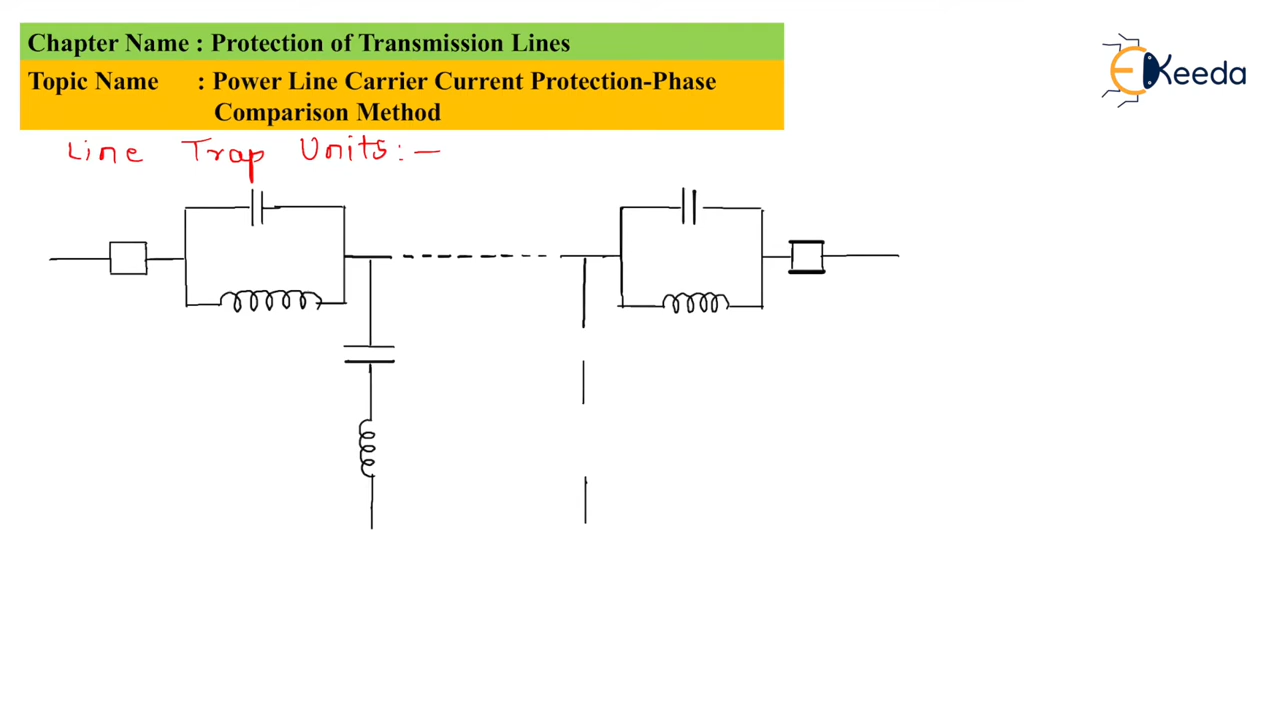 Chapter Name : Protection of Transmission Lines
Topic Name : Power Line Carrier Current Protection-Phase
Comparison Method
EKeeda
Line Trap Units:-